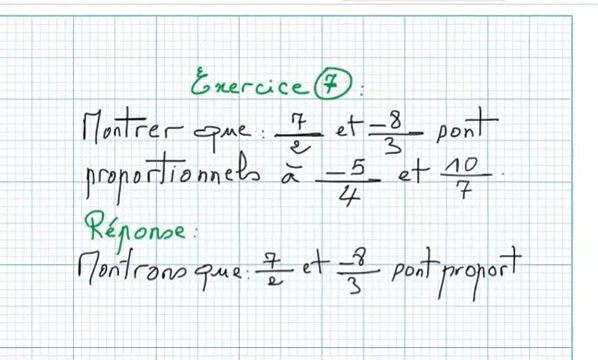 Exercice 7 :
Montrer que : 7/2 et -8/3 sont
proportionnels à -5/4 et 10/7.
Réponse :
Montrons que : 7/2 et -8/3 sont proport